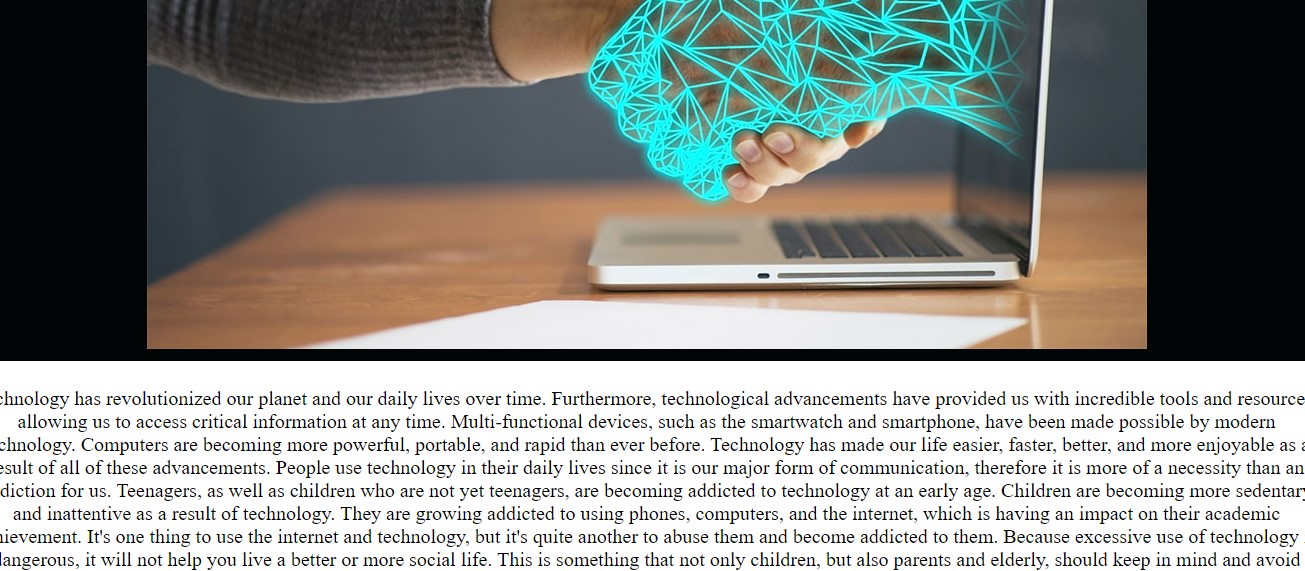 chnology has revolutionized our planet and our daily lives over time. Furthermore, technological advancements have provided us with incredible tools and resource
allowing us to access critical information at any time. Multi-functional devices, such as the smartwatch and smartphone, have been made possible by modern
chnology. Computers are becoming more powerful, portable, and rapid than ever before. Technology has made our life easier, faster, better, and more enjoyable as a
esult of all of these advancements. People use technology in their daily lives since it is our major form of communication, therefore it is more of a necessity than an
diction for us. Teenagers, as well as children who are not yet teenagers, are becoming addicted to technology at an early age. Children are becoming more sedentary
and inattentive as a result of technology. They are growing addicted to using phones, computers, and the internet, which is having an impact on their academic
hievement. It's one thing to use the internet and technology, but it's quite another to abuse them and become addicted to them. Because excessive use of technology
dangerous, it will not help you live a better or more social life. This is something that not only children, but also parents and elderly, should keep in mind and avoid